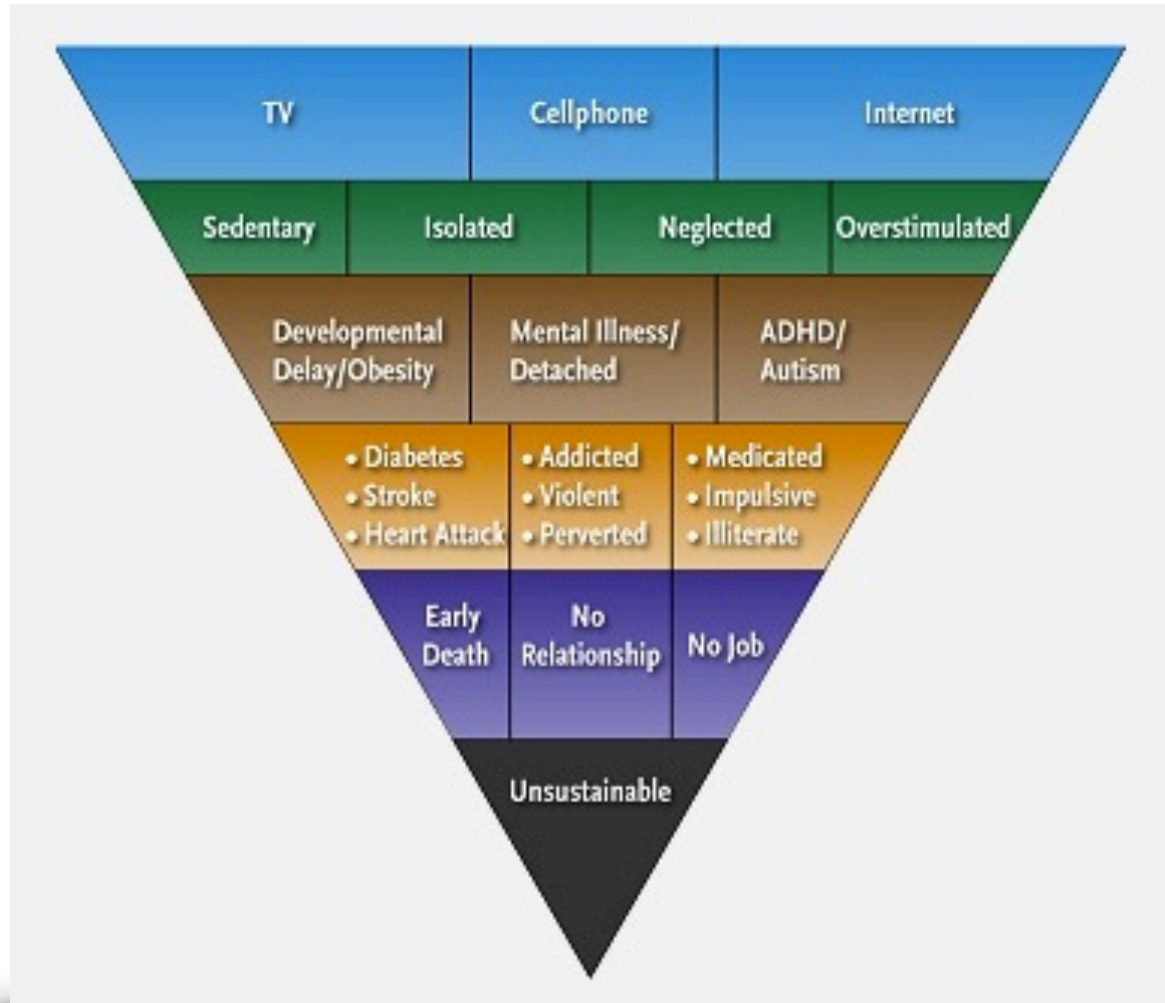 TV
Cellphone
Internet
Sedentary
Isolated
Neglected
Overstimulated
Developmental
Delay/Obesity
Mental Illness/
Detached
ADHD/
Autism
• Diabetes
• Stroke
• Heart Attack
• Addicted
• Violent
• Perverted
• Medicated
• Impulsive
• Illiterate
Early
Death
No
Relationship
No Job
Unsustainable